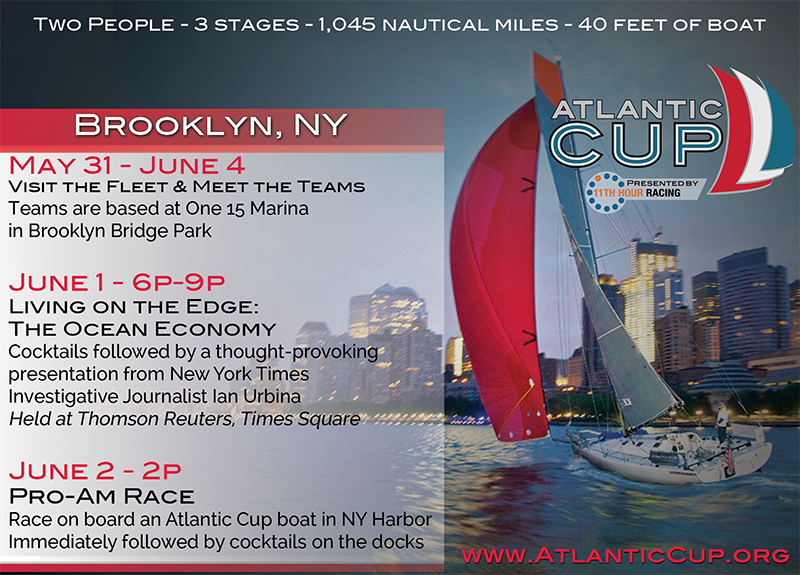 Two People - 3 stages - 1,045 nautical miles - 40 feet of boat
Brooklyn, NY
May 31 - June 4
Visit the Fleet & Meet the Teams
Teams are based at One 15 Marina
in Brooklyn Bridge Park
June 1 - 6p-9p
Living on the Edge:
The Ocean Economy
Cocktails followed by a thought-provoking
presentation from New York Times
Investigative Journalist Ian Urbina
Held at Thomson Reuters, Times Square
June 2 - 2p
Pro-Am Race
Race on board an Atlantic Cup boat in NY Harbor
Immediately followed by cocktails on the docks
ATLANTIC
CUP
Presented by
11TH HOUR RACING
www.AtlanticCup.org